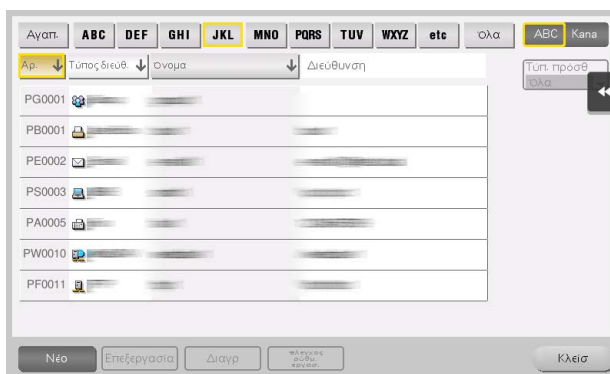 Αγαπ. ABC DEF GHI JKL MNO PQRS TUV WXYZ etc Όλα ABC Kana
Αρ. Τύπος διεύθ. Όνομα Διεύθυνση Τύπ. πρόσθ
Όλα
PG0001
PB0001
PE0002
PS0003
PA0005
PW0010
PF0011
Νέο Επεξεργασία Διαγρ Κλείσ